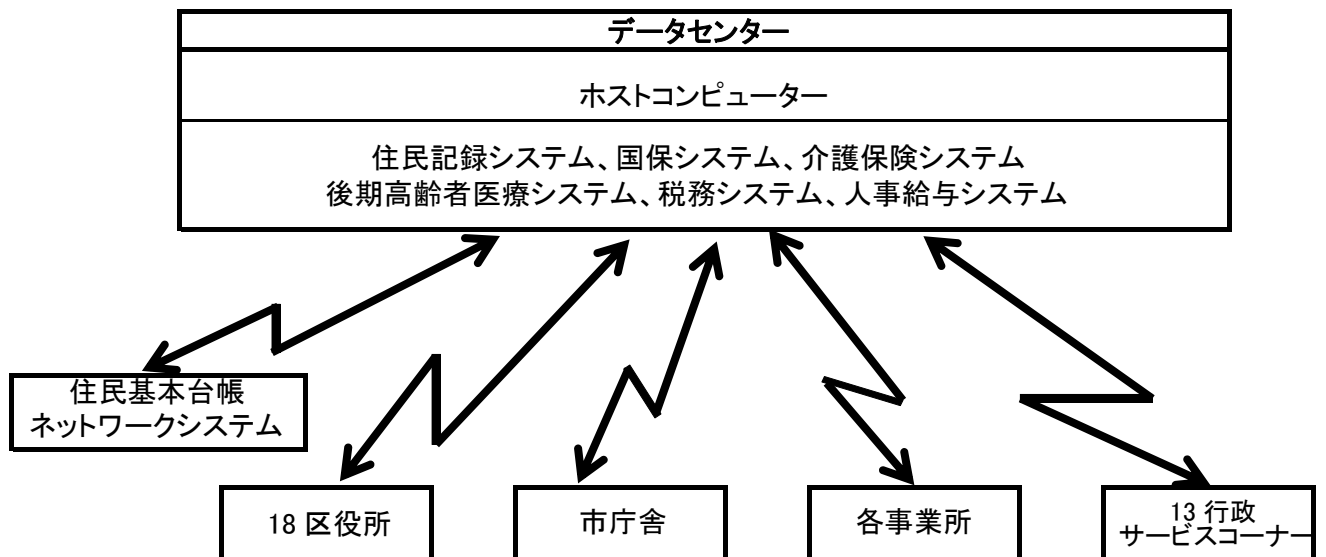 データセンター
ホストコンピューター
住民記録システム、国保システム、介護保険システム
後期高齢者医療システム、税務システム、人事給与システム
住民基本台帳
ネットワークシステム
18 区役所
市庁舎
各事業所
13 行政
サービスコーナー